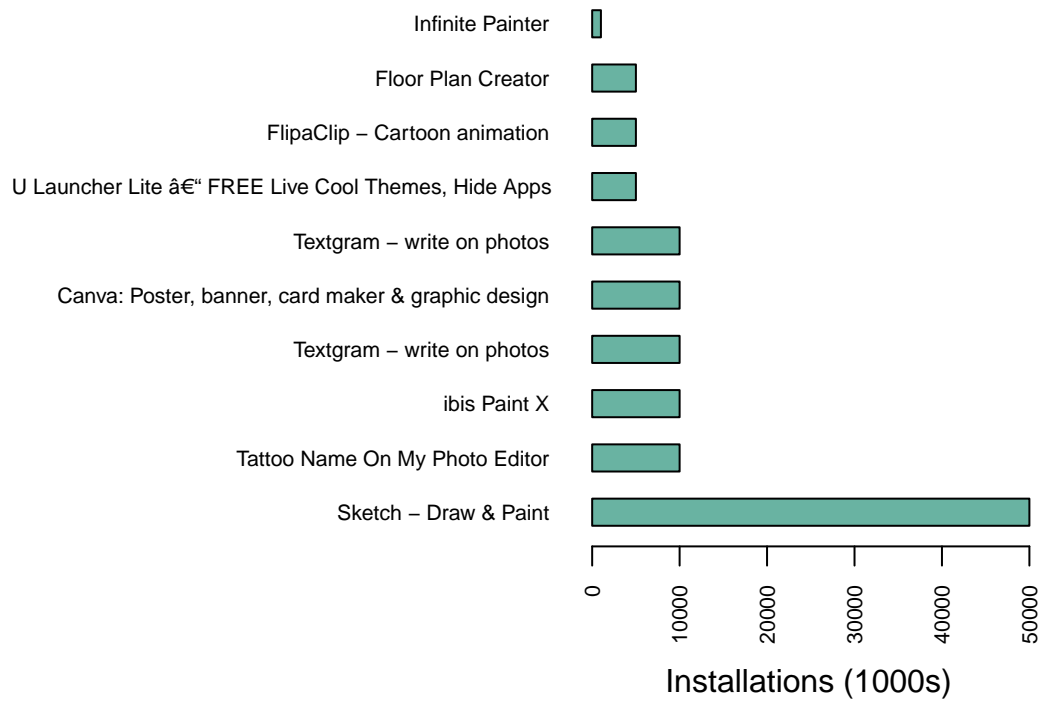 Infinite Painter
Floor Plan Creator
FlipaClip − Cartoon animation
U Launcher Lite â€“ FREE Live Cool Themes, Hide Apps
Textgram − write on photos
Canva: Poster, banner, card maker & graphic design
Textgram − write on photos
ibis Paint X
Tattoo Name On My Photo Editor
Sketch − Draw & Paint
0
10000
20000
30000
40000
50000
Installations (1000s)